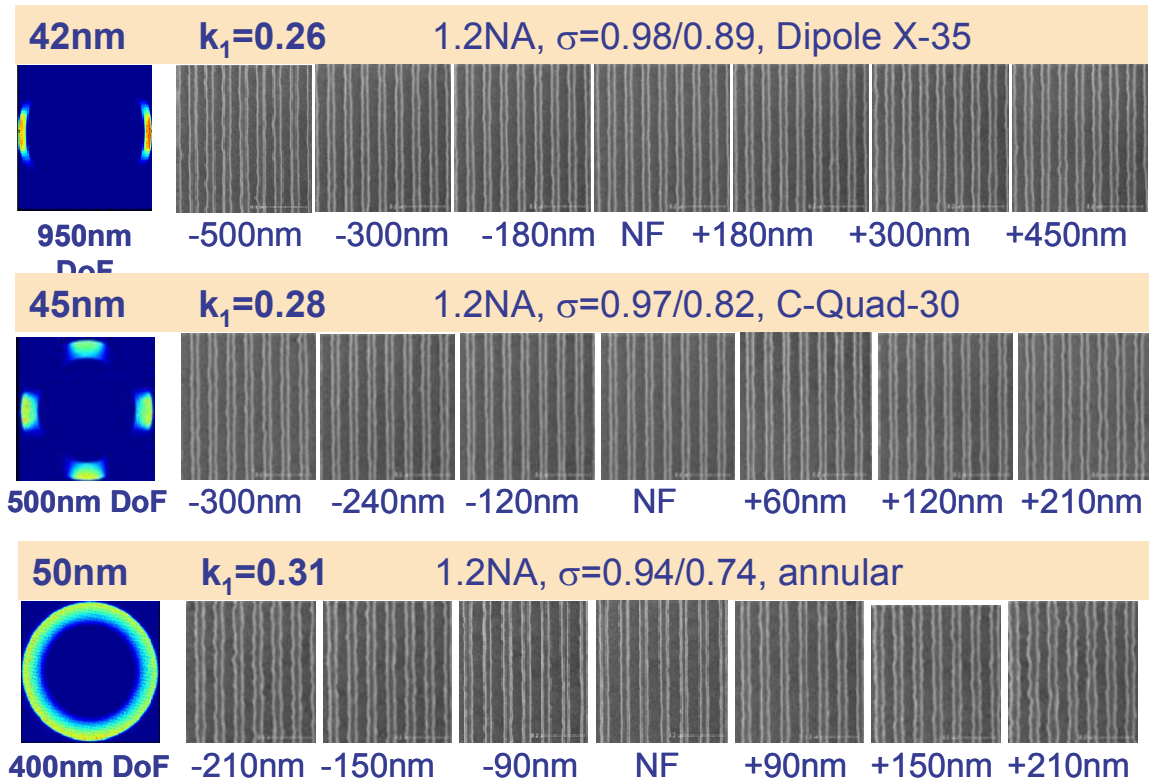 42nm k₁=0.26 1.2NA, σ=0.98/0.89, Dipole X-35
950nm -500nm -300nm -180nm NF +180nm +300nm +450nm
DoF
45nm k₁=0.28 1.2NA, σ=0.97/0.82, C-Quad-30
500nm DoF -300nm -240nm -120nm NF +60nm +120nm +210nm
50nm k₁=0.31 1.2NA, σ=0.94/0.74, annular
400nm DoF -210nm -150nm -90nm NF +90nm +150nm +210nm